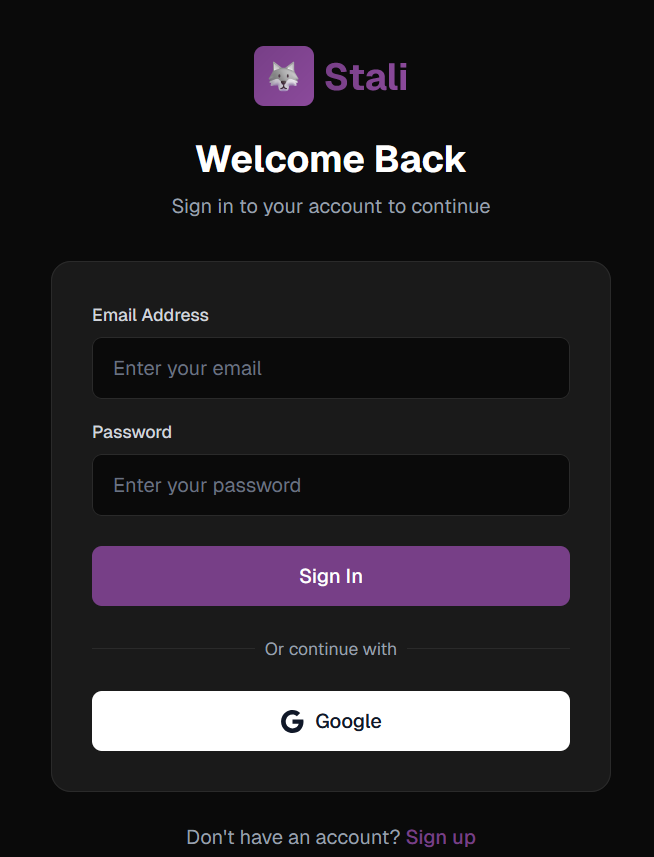 Stali
Welcome Back
Sign in to your account to continue
Email Address
Enter your email
Password
Enter your password
Sign In
Or continue with
Google
Don't have an account? Sign up